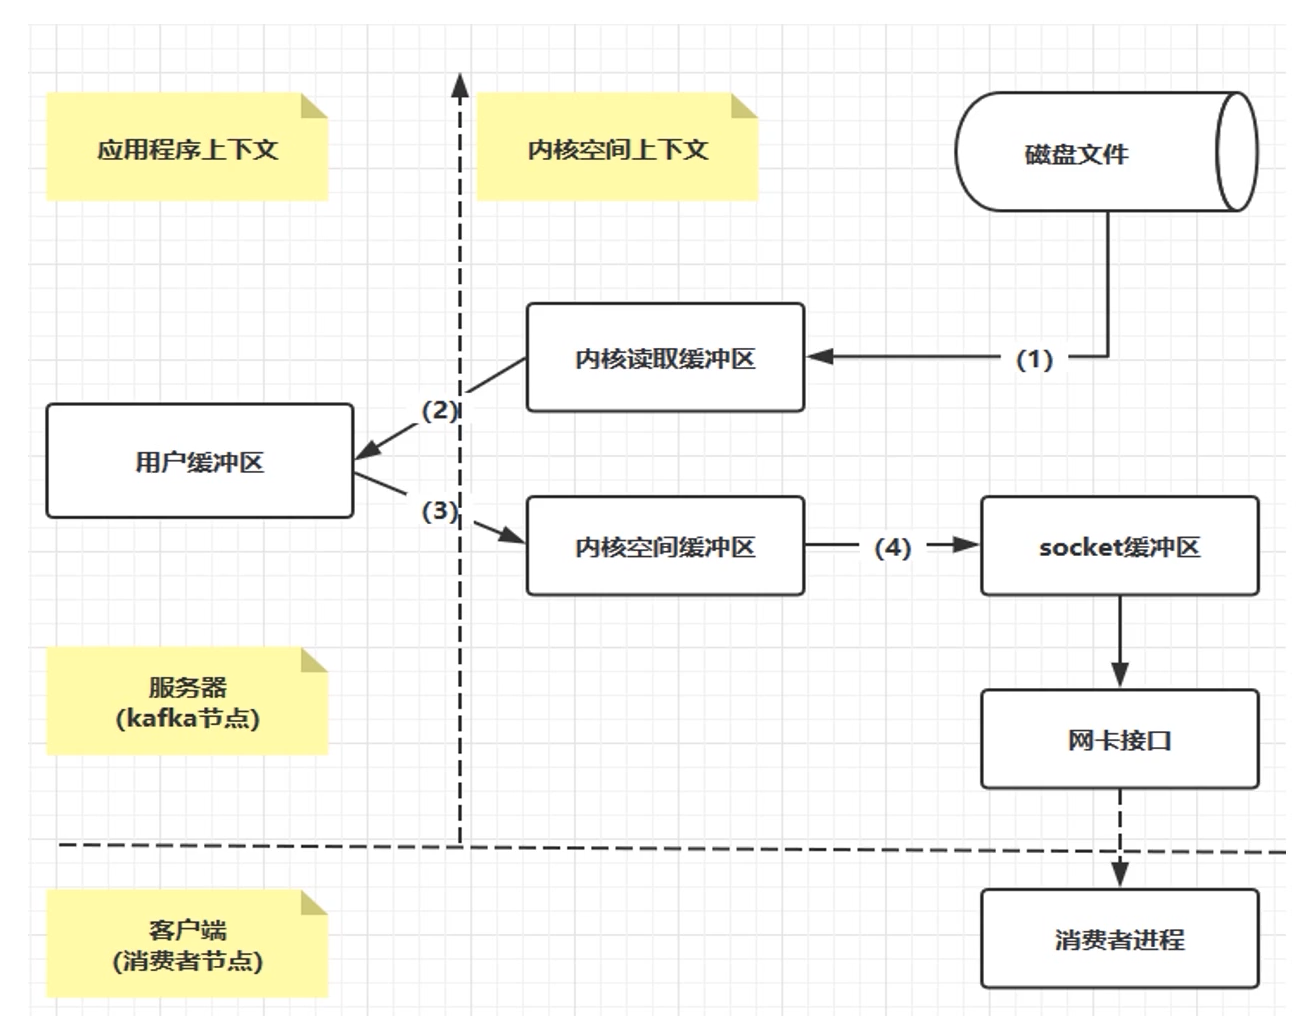 应用程序上下文
内核空间上下文
磁盘文件
内核读取缓冲区
(1)
(2)
用户缓冲区
(3)
内核空间缓冲区
(4)
socket缓冲区
服务器
(kafka节点)
网卡接口
客户端
(消费者节点)
消费者进程